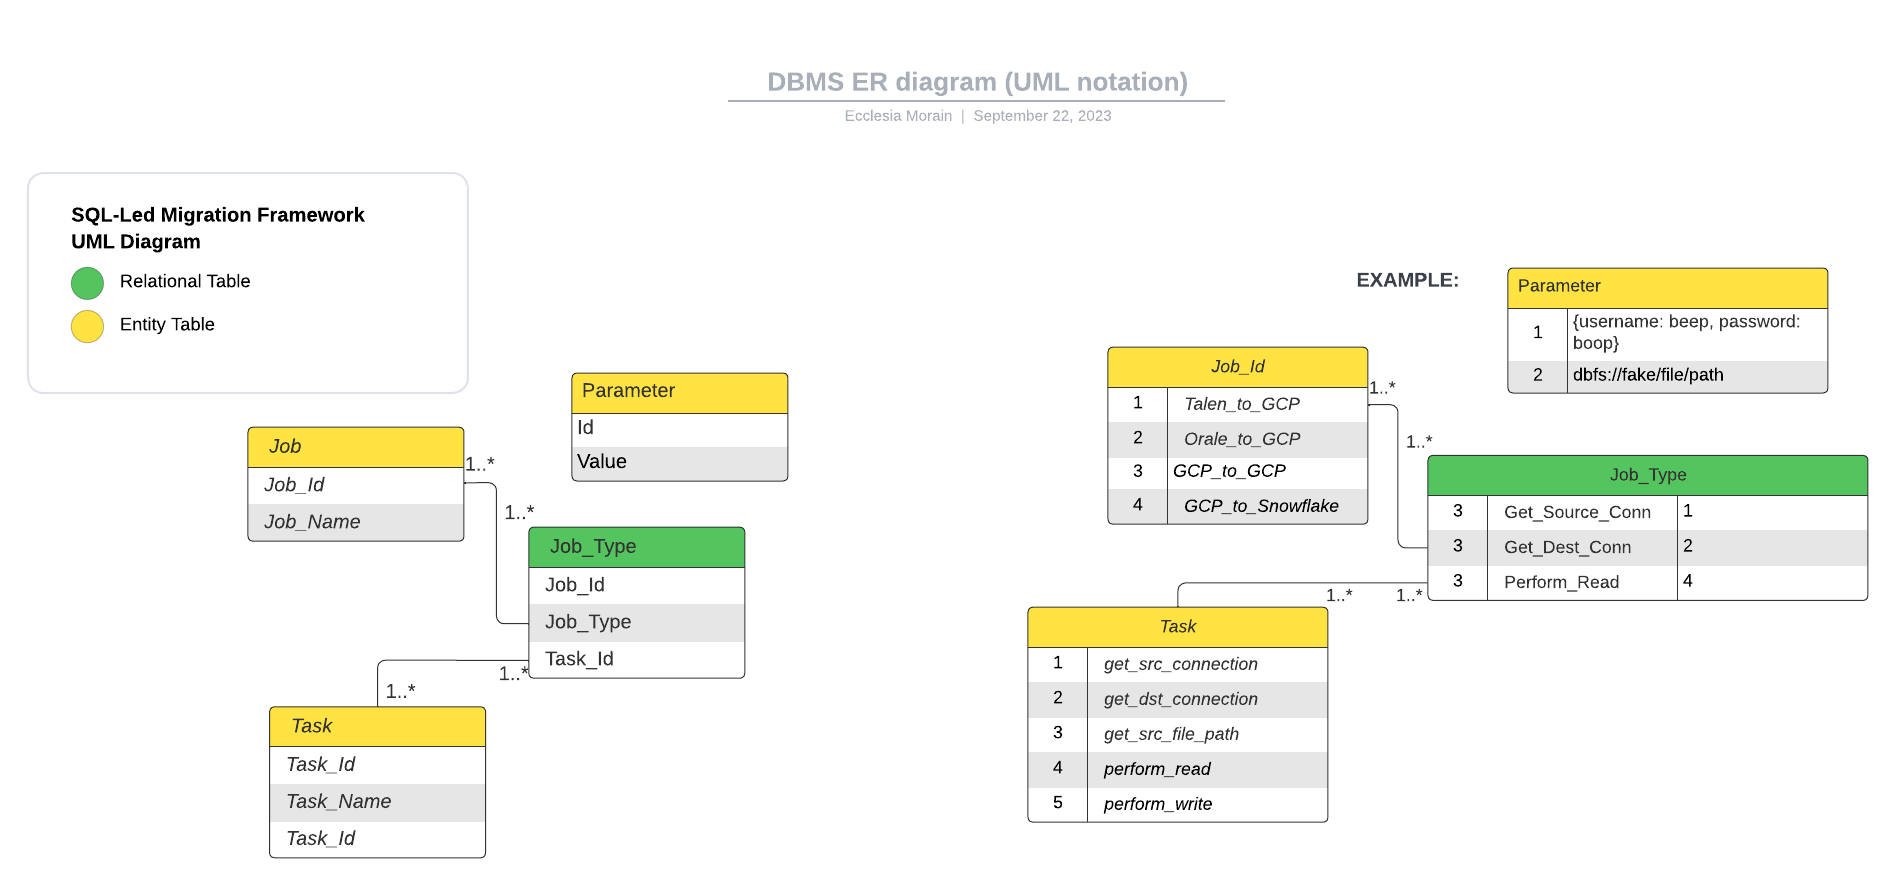 DBMS ER diagram (UML notation)
Ecclesia Morain | September 22, 2023
SQL-Led Migration Framework
UML Diagram
Relational Table
Entity Table
Parameter
Id
Value
Job
Job_Id
Job_Name
1..*
1..*
Job_Type
Job_Id
Job_Type
Task_Id
1..*
1..*
Task
Task_Id
Task_Name
Task_Id
EXAMPLE:
Parameter
1 {username: beep, password:
boop}
2 dbfs://fake/file/path
Job_Id
1 Talen_to_GCP
2 Orale_to_GCP
3 GCP_to_GCP
4 GCP_to_Snowflake
1..*
1..*
Job_Type
3 Get_Source_Conn 1
3 Get_Dest_Conn 2
3 Perform_Read 4
1..* 1..*
Task
1 get_src_connection
2 get_dst_connection
3 get_src_file_path
4 perform_read
5 perform_write